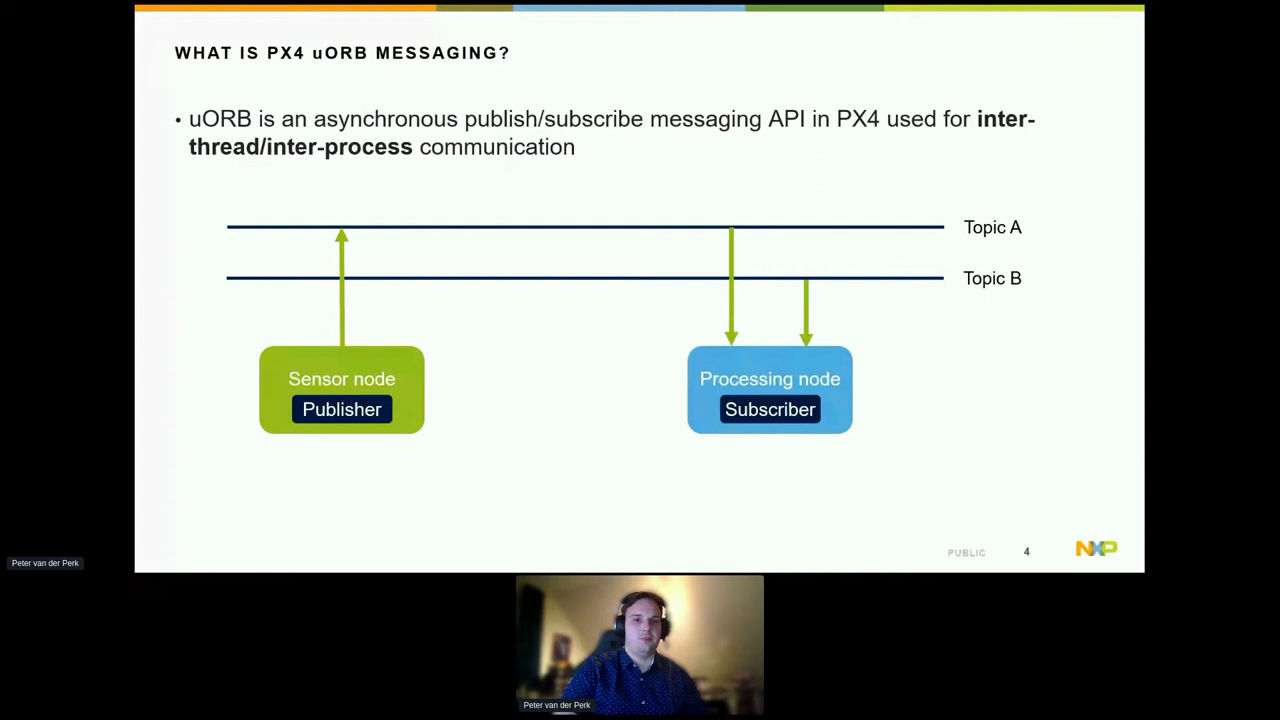 WHAT IS PX4 uORB MESSAGING?
• uORB is an asynchronous publish/subscribe messaging API in PX4 used for inter-
thread/inter-process communication
Topic A
Topic B
Sensor node
Publisher
Processing node
Subscriber
PUBLIC 4 NXP
Peter van der Perk
Peter van der Perk